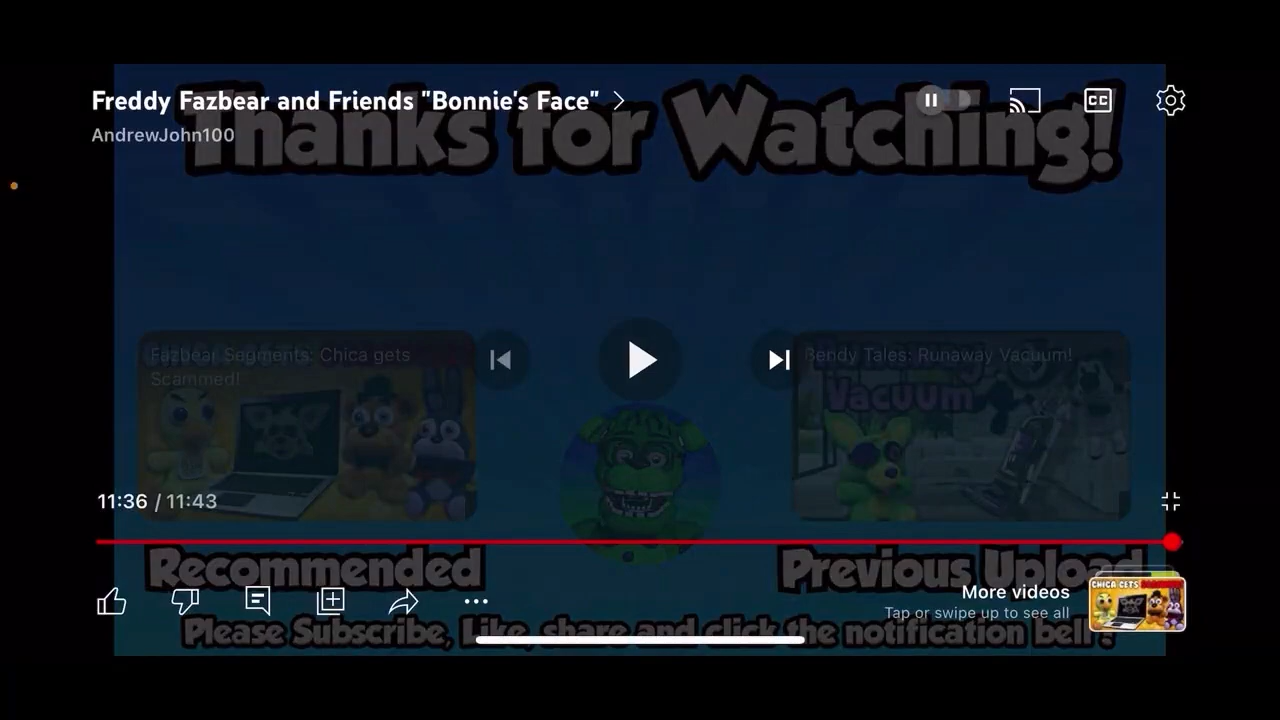 Freddy Fazbear and Friends "Bonnie's Face"
AndrewJohn100
Thanks for Watching!
CC
Fazbear Segments: Chica gets
Scammed!
Bendy Tales: Runaway Vacuum!
Vacuum
11:36 / 11:43
Recommended
Previous Upload
More videos
Tap or swipe up to see all
CHICA GETS SCAMMED!
Please Subscribe, Like, share and click the notification bell!